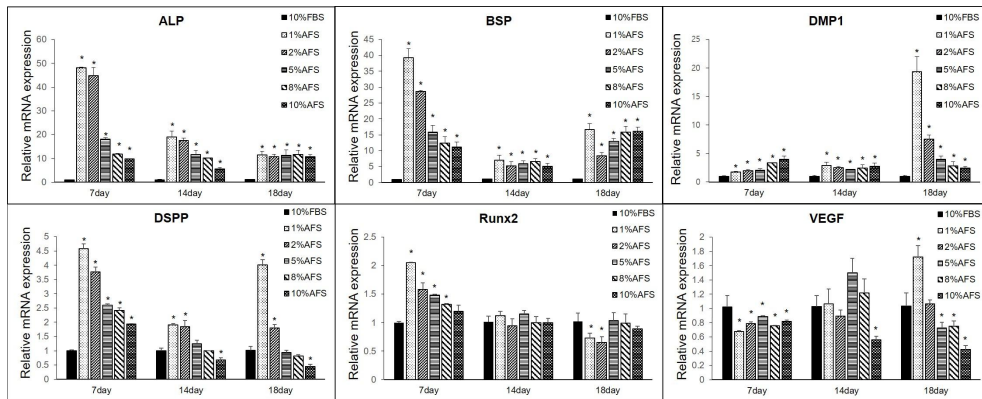 ALP
Relative mRNA expression
60
50
40
30
20
10
0
7day 14day 18day
10%FBS
1%AFS
2%AFS
5%AFS
8%AFS
10%AFS
* * * * * * * * * * * * * * *
BSP
Relative mRNA expression
45
40
35
30
25
20
15
10
5
0
7day 14day 18day
10%FBS
1%AFS
2%AFS
5%AFS
8%AFS
10%AFS
* * * * * * * * * * * * * * *
DMP1
Relative mRNA expression
25
20
15
10
5
0
7day 14day 18day
10%FBS
1%AFS
2%AFS
5%AFS
8%AFS
10%AFS
* * * * * * * * * * * * * * *
DSPP
Relative mRNA expression
5
4.5
4
3.5
3
2.5
2
1.5
1
0.5
0
7day 14day 18day
10%FBS
1%AFS
2%AFS
5%AFS
8%AFS
10%AFS
* * * * * * * * * * *
Runx2
Relative mRNA expression
2.5
2
1.5
1
0.5
0
7day 14day 18day
10%FBS
1%AFS
2%AFS
5%AFS
8%AFS
10%AFS
* * * * * *
VEGF
Relative mRNA expression
2
1.8
1.6
1.4
1.2
1
0.8
0.6
0.4
0.2
0
7day 14day 18day
10%FBS
1%AFS
2%AFS
5%AFS
8%AFS
10%AFS
* * * * * * * * * *